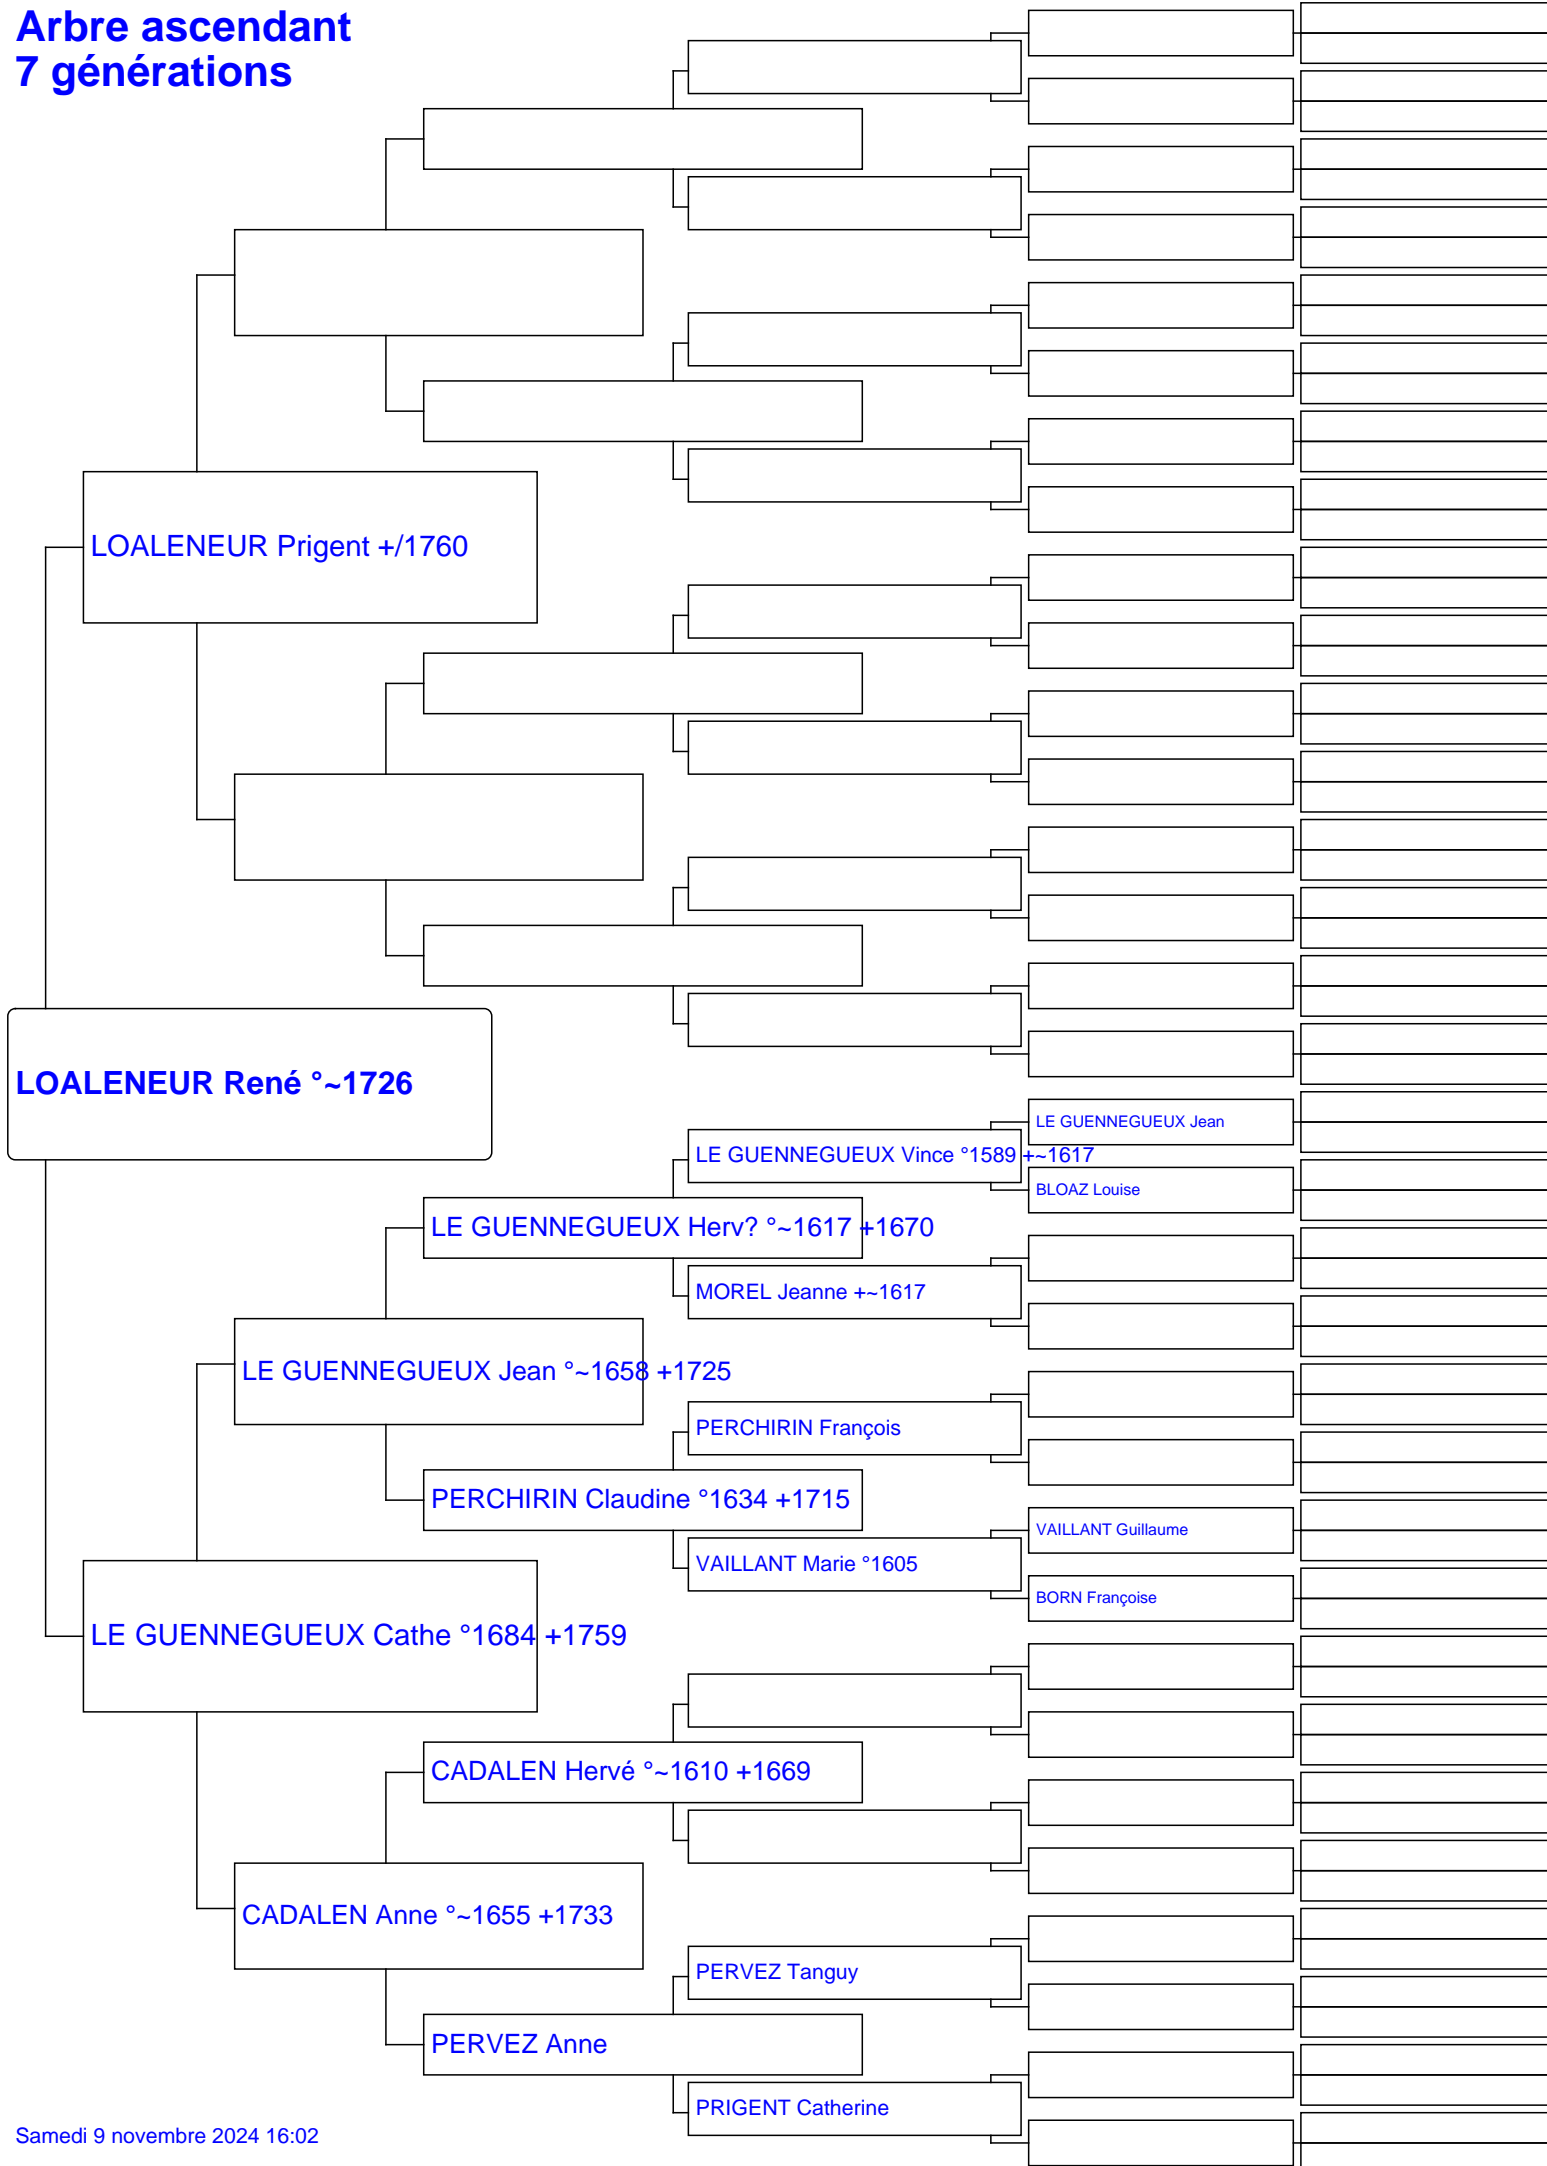 Arbre ascendant
7 générations
LOALENEUR Prigent +/1760
LOALENEUR René °~1726
LE GUENNEGUEUX Jean
LE GUENNEGUEUX Vince °1589 +~1617
BLOAZ Louise
LE GUENNEGUEUX Herv? °~1617 +1670
MOREL Jeanne +~1617
LE GUENNEGUEUX Jean °~1658 +1725
PERCHIRIN François
PERCHIRIN Claudine °1634 +1715
VAILLANT Guillaume
VAILLANT Marie °1605
BORN Françoise
LE GUENNEGUEUX Cathe °1684 +1759
CADALEN Hervé °~1610 +1669
CADALEN Anne °~1655 +1733
PERVEZ Tanguy
PERVEZ Anne
PRIGENT Catherine
Samedi 9 novembre 2024 16:02